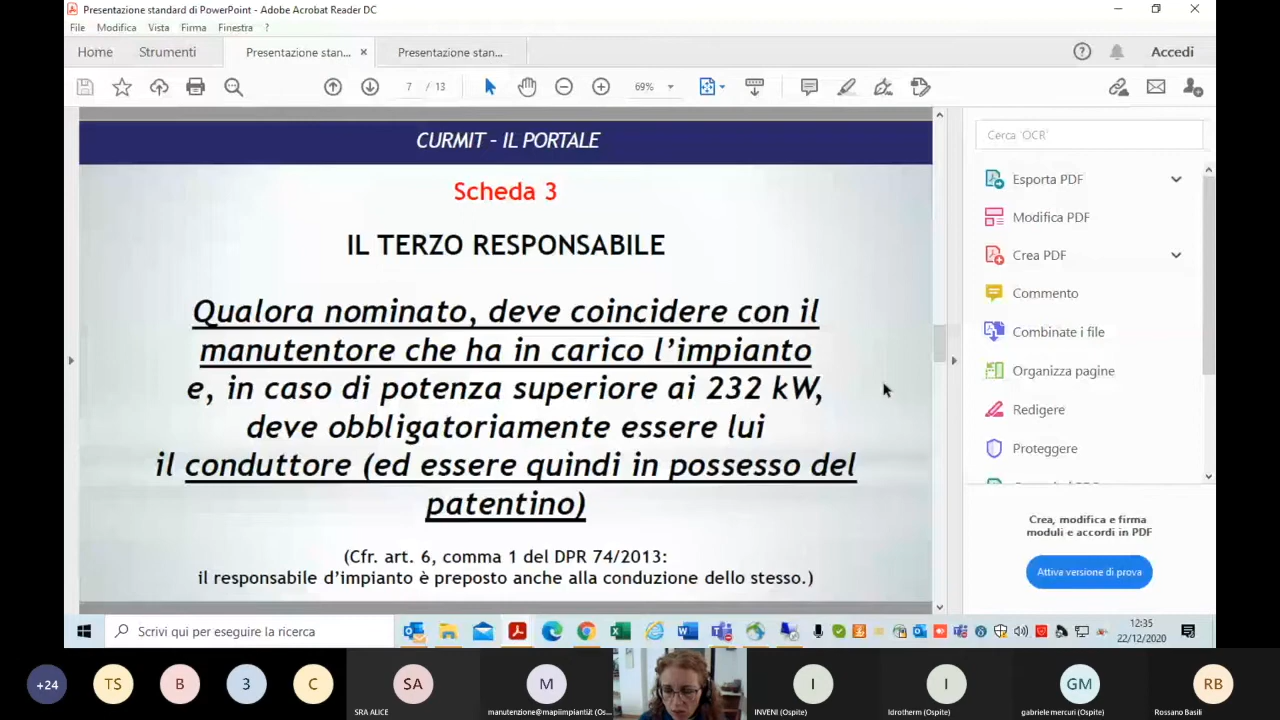 Presentazione standard di PowerPoint - Adobe Acrobat Reader DC
File Modifica Vista Firma Finestra ?
Home Strumenti Presentazione stan... × Presentazione stan... Accedi
7 / 13 69%
CURMIT - IL PORTALE
Scheda 3
IL TERZO RESPONSABILE
Qualora nominato, deve coincidere con il
manutentore che ha in carico l'impianto
e, in caso di potenza superiore ai 232 kW,
deve obbligatoriamente essere lui
il conduttore (ed essere quindi in possesso del
patentino)
(Cfr. art. 6, comma 1 del DPR 74/2013:
il responsabile d'impianto è preposto anche alla conduzione dello stesso.)
Cerca 'OCR'
Esporta PDF
Modifica PDF
Crea PDF
Commento
Combinate i file
Organizza pagine
Redigere
Proteggere
Crea, modifica e firma
moduli e accordi in PDF
Attiva versione di prova
Scrivi qui per eseguire la ricerca
12:35
22/12/2020
+24 TS B 3 C SA M I I GM RB
SRA ALICE manutenzione@mapiimpianti.it (Os... INVENI (Ospite) Idrotherm (Ospite) gabriele mercuri (Ospite) Rossano Basili